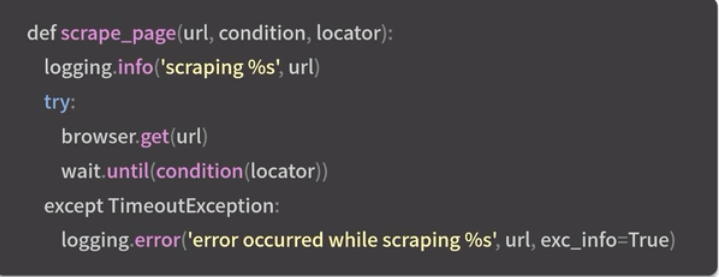 def scrape_page(url, condition, locator):
    logging.info('scraping %s', url)
    try:
        browser.get(url)
        wait.until(condition(locator))
    except TimeoutException:
        logging.error('error occurred while scraping %s', url, exc_info=True)